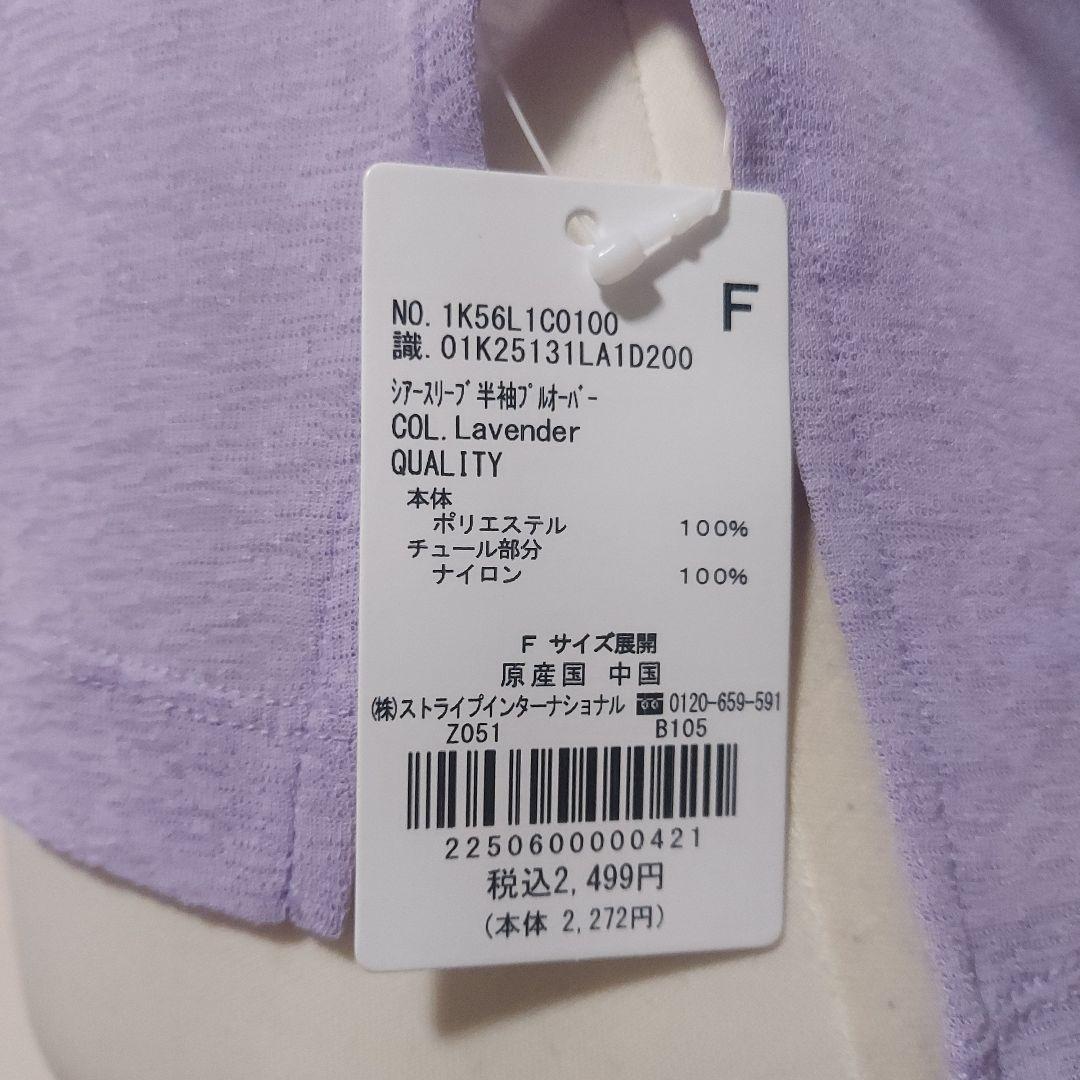 F
NO. 1K56L1C0100
識. 01K25131LA1D200
ｼｱｰｽﾘｰﾌﾞ半袖ﾌﾟﾙｵｰﾊﾞｰ
COL. Lavender
QUALITY
本体
ポリエステル 100%
チュール部分
ナイロン 100%
F サイズ展開
原産国 中国
(株)ストライプインターナショナル 0120-659-591
Z051 B105
2250600000421
税込2,499円
(本体 2,272円)